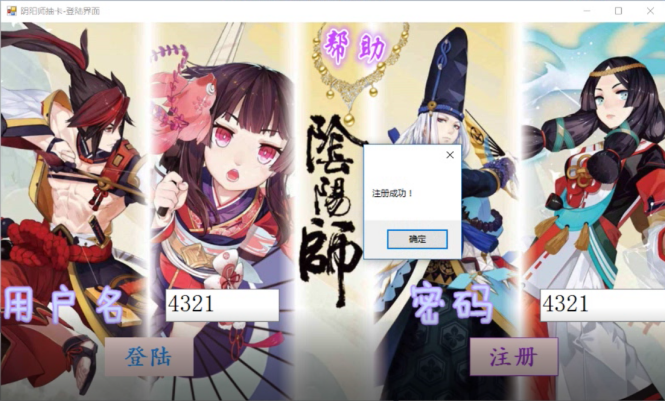 阴阳师抽卡-登陆界面
帮助
陰陽師
注册成功！
确定
用户名
4321
密码
4321
登陆
注册